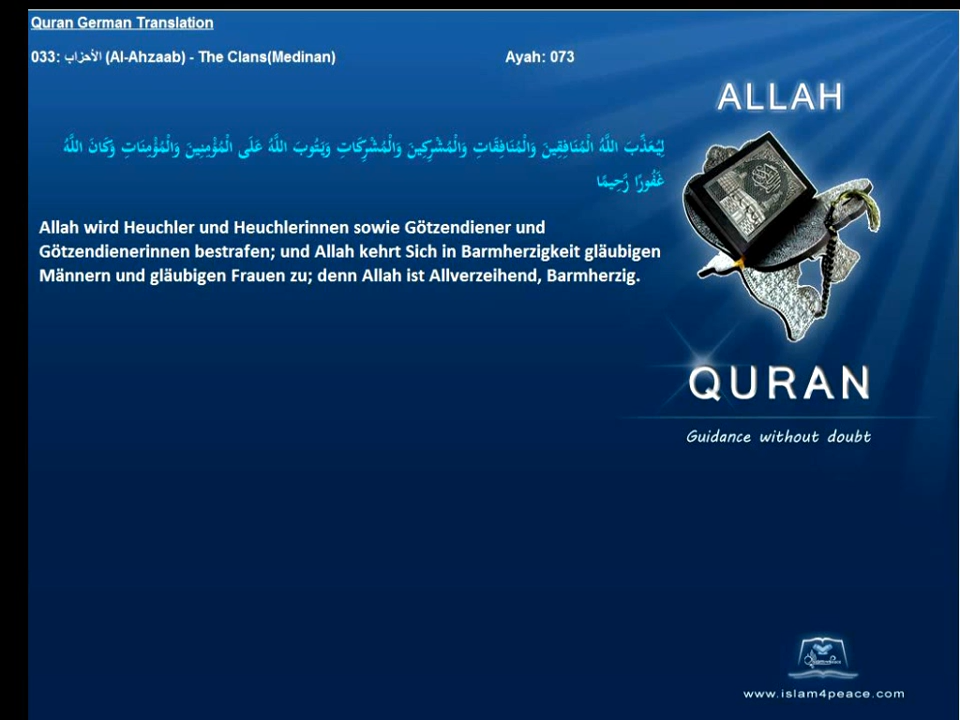 Quran German Translation
033: الأحزاب (Al-Ahzaab) - The Clans(Medinan) Ayah: 073
ALLAH
لِيُعَذِّبَ اللَّهُ الْمُنَافِقِينَ وَالْمُنَافِقَاتِ وَالْمُشْرِكِينَ وَالْمُشْرِكَاتِ وَيَتُوبَ اللَّهُ عَلَى الْمُؤْمِنِينَ وَالْمُؤْمِنَاتِ وَكَانَ اللَّهُ
غَفُورًا رَّحِيمًا
Allah wird Heuchler und Heuchlerinnen sowie Götzendiener und
Götzendienerinnen bestrafen; und Allah kehrt Sich in Barmherzigkeit gläubigen
Männern und gläubigen Frauen zu; denn Allah ist Allverzeihend, Barmherzig.
QURAN
Guidance without doubt
www.islam4peace.com